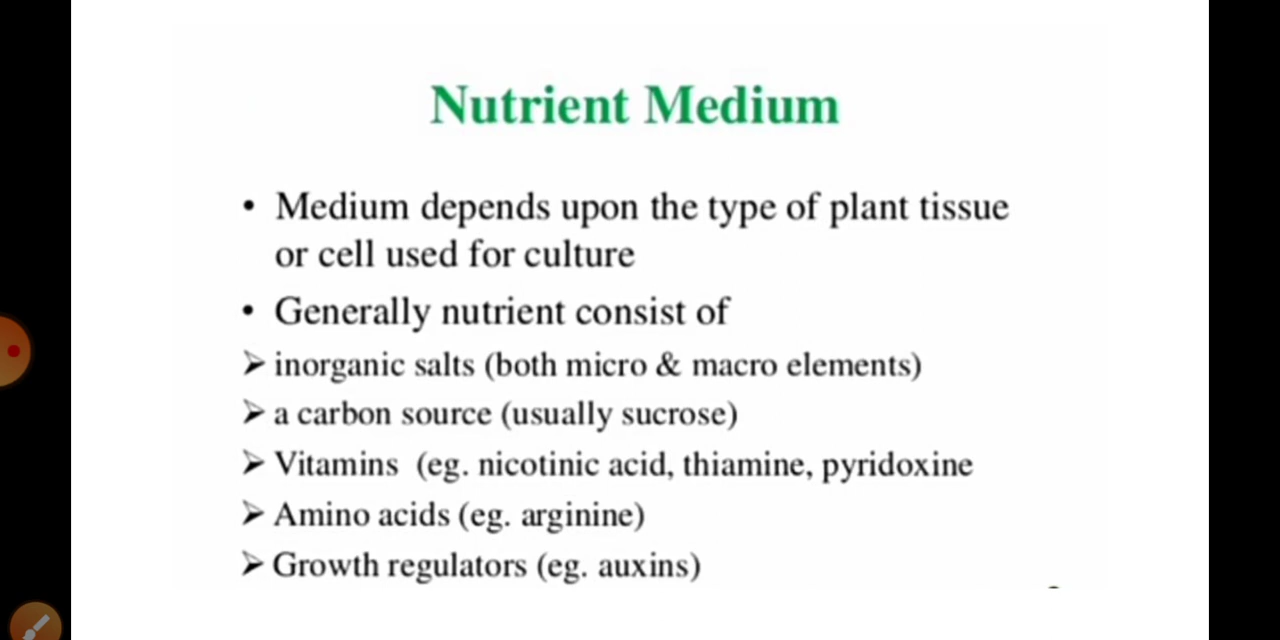 Nutrient Medium
• Medium depends upon the type of plant tissue
or cell used for culture
• Generally nutrient consist of
➢ inorganic salts (both micro & macro elements)
➢ a carbon source (usually sucrose)
➢ Vitamins (eg. nicotinic acid, thiamine, pyridoxine
➢ Amino acids (eg. arginine)
➢ Growth regulators (eg. auxins)